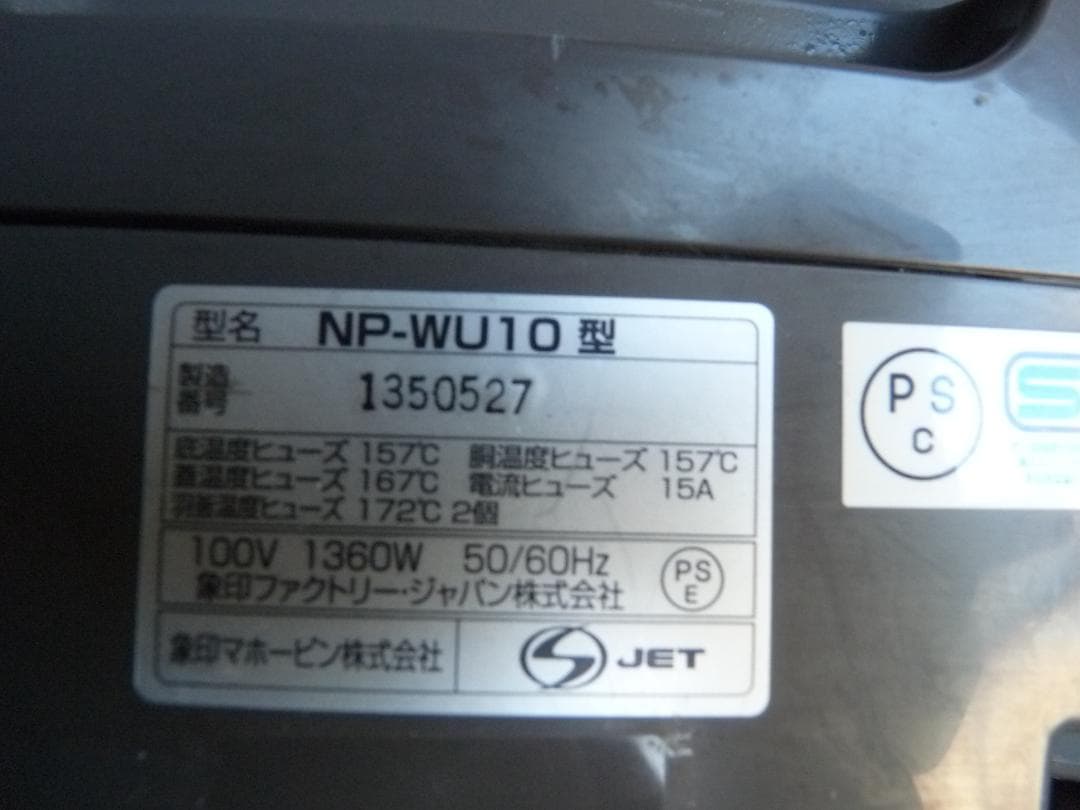 型名 NP-WU10 型
製造番号 1350527
底温度ヒューズ 157℃ 胴温度ヒューズ 157℃
蓋温度ヒューズ 167℃ 電流ヒューズ 15A
温度ヒューズ 172℃ 2個
100V 1360W 50/60Hz
象印ファクトリー・ジャパン株式会社
PS E
象印マホービン株式会社 JET
PS C
S